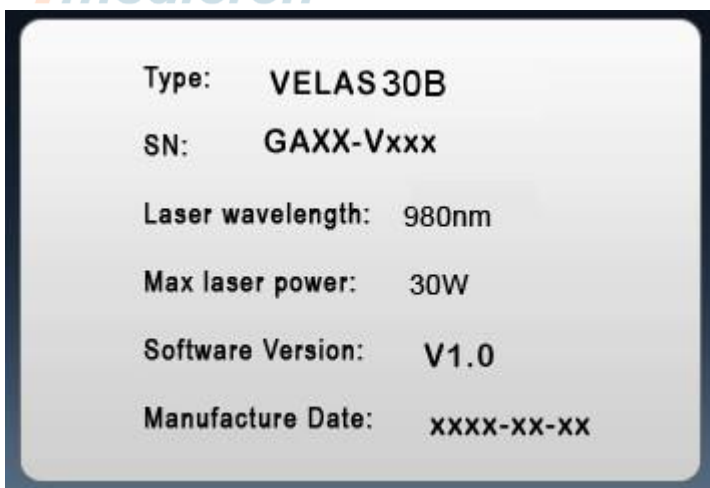 Type: VELAS 30B
SN: GAXX-Vxxx
Laser wavelength: 980nm
Max laser power: 30W
Software Version: V1.0
Manufacture Date: xxxx-xx-xx